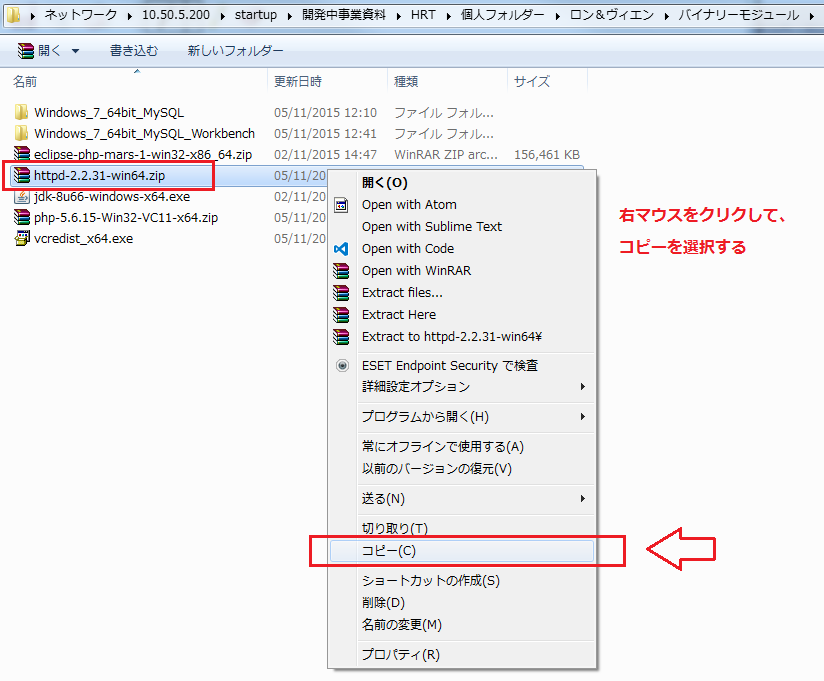 ネットワーク ▸ 10.50.5.200 ▸ startup ▸ 開発中事業資料 ▸ HRT ▸ 個人フォルダー ▸ ロン＆ヴィエン ▸ バイナリーモジュール ▸
開く ▼ 書き込む 新しいフォルダー
名前 更新日時 種類 サイズ
Windows_7_64bit_MySQL 05/11/2015 12:10 ファイル フォル...
Windows_7_64bit_MySQL_Workbench 05/11/2015 12:41 ファイル フォル...
eclipse-php-mars-1-win32-x86_64.zip 02/11/2015 14:47 WinRAR ZIP arc... 156,461 KB
httpd-2.2.31-win64.zip 05/11/20
jdk-8u66-windows-x64.exe 02/11/20
php-5.6.15-Win32-VC11-x64.zip 05/11/20
vcredist_x64.exe 05/11/20
開く(O)
Open with Atom
Open with Sublime Text
Open with Code
Open with WinRAR
Extract files...
Extract Here
Extract to httpd-2.2.31-win64¥
ESET Endpoint Security で検査
詳細設定オプション
プログラムから開く(H)
常にオフラインで使用する(A)
以前のバージョンの復元(V)
送る(N)
切り取り(T)
コピー(C)
ショートカットの作成(S)
削除(D)
名前の変更(M)
プロパティ(R)
右マウスをクリクして、
コピーを選択する